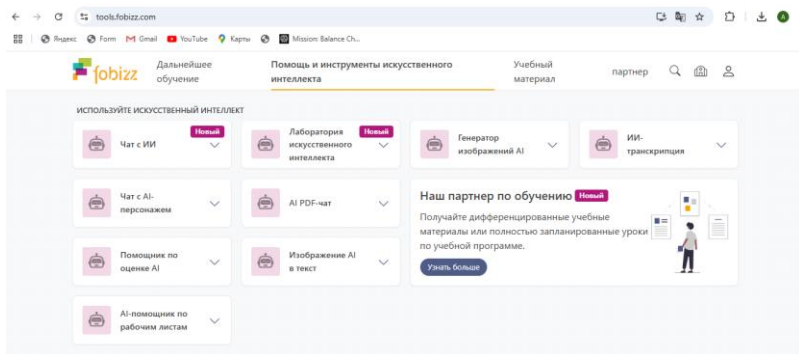 tools.fobizz.com
Яндекс Form Gmail YouTube Карты Mission Balance Ch...
fobizz
Дальнейшее
обучение
Помощь и инструменты искусственного
интеллекта
Учебный
материал
партнер
ИСПОЛЬЗУЙТЕ ИСКУССТВЕННЫЙ ИНТЕЛЛЕКТ
Чат с ИИ
Новый
Лаборатория
искусственного
интеллекта
Новый
Генератор
изображений AI
ИИ-
транскрипция
Чат с AI-
персонажем
AI PDF-чат
Наш партнер по обучению Новый
Получайте дифференцированные учебные
материалы или полностью запланированные уроки
по учебной программе.
Узнать больше
Помощник по
оценке AI
Изображение AI
в текст
AI-помощник по
рабочим листам